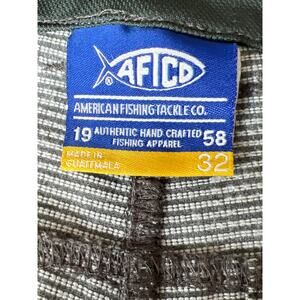 AFTCO
AMERICAN FISHING TACKLE CO.
19 AUTHENTIC HAND CRAFTED 58
FISHING APPAREL
MADE IN
GUATEMALA
32